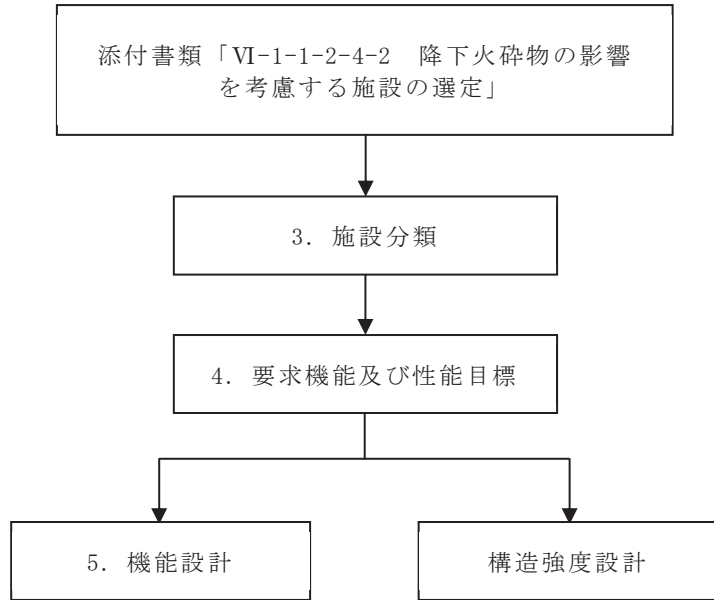 添付書類「Ⅵ-1-1-2-4-2　降下火砕物の影響
を考慮する施設の選定」
3. 施設分類
4. 要求機能及び性能目標
5. 機能設計
構造強度設計